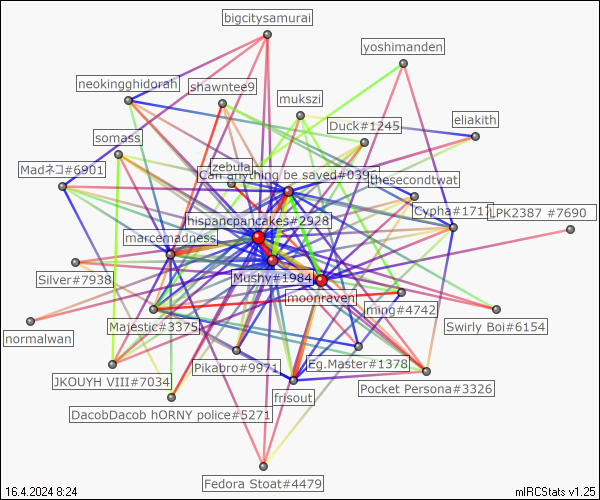 bigcitysamurai
yoshimanden
neokingghidorah
shawntee9
mukszi
Duck#1245
eliakith
somass
Madネコ#6901
zebula
Can anything be saved#0396
thesecondtwat
Cypha#1717
LPK2387 #7690
hispancpancakes#2928
marcemadness
Silver#7938
Mushy#1984
moonraven
ming#4742
normalwan
Majestic#3375
Swirly Boi#6154
Pikabro#9971
Eg.Master#1378
JKOUYH VIII#7034
Pocket Persona#3326
frisout
DacobDacob hORNY police#5271
Fedora Stoat#4479
16.4.2024 8:24
mIRCStats v1.25